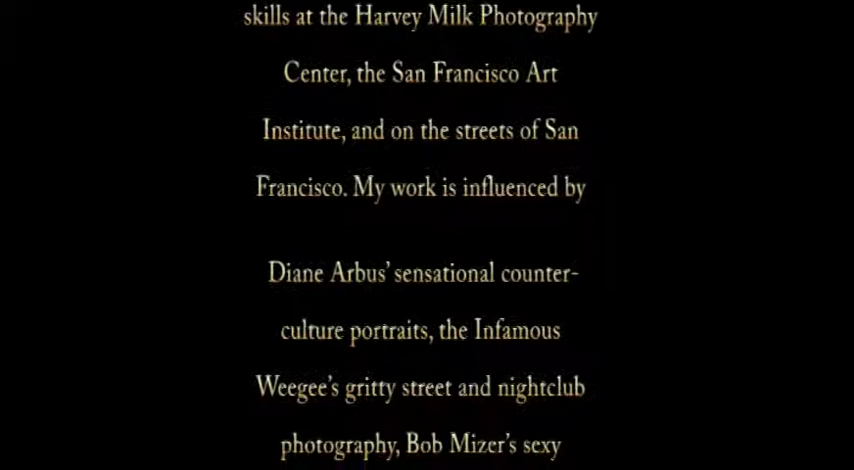 skills at the Harvey Milk Photography
Center, the San Francisco Art
Institute, and on the streets of San
Francisco. My work is influenced by
Diane Arbus' sensational counter-
culture portraits, the Infamous
Weegee's gritty street and nightclub
photography, Bob Mizer's sexy